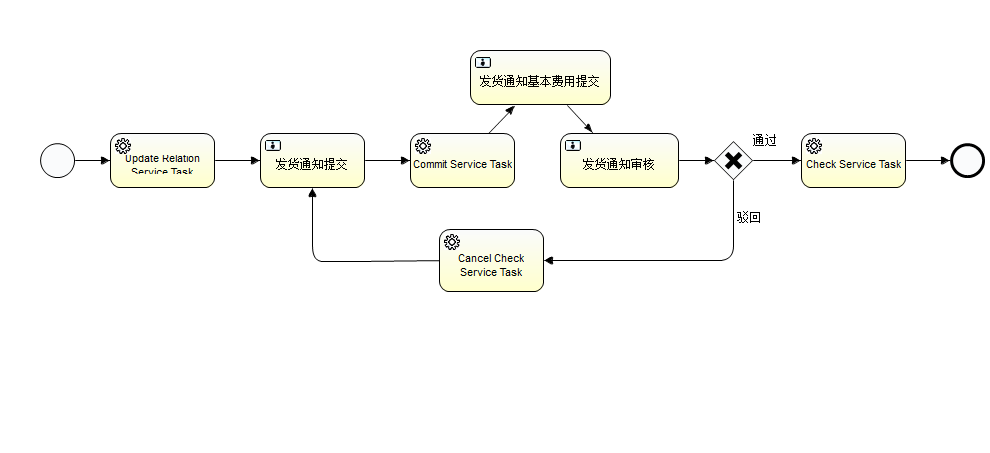 发货通知基本费用提交
Update Relation
Service Task
发货通知提交
Commit Service Task
发货通知审核
通过
Check Service Task
驳回
Cancel Check
Service Task